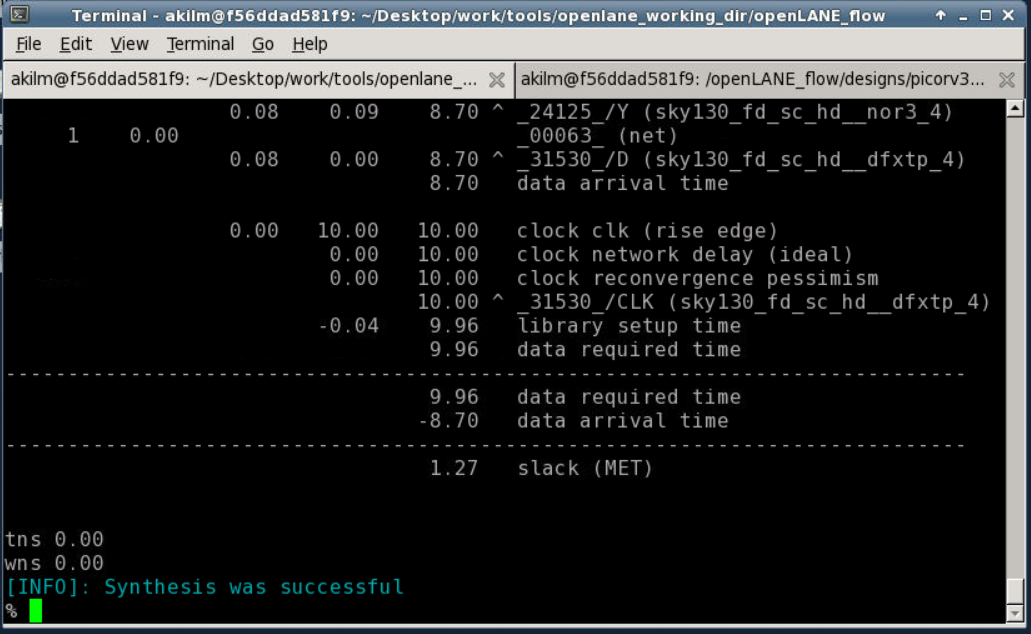 Terminal - akilm@f56ddad581f9: ~/Desktop/work/tools/openlane_working_dir/openLANE_flow
File Edit View Terminal Go Help
akilm@f56ddad581f9: ~/Desktop/work/tools/openlane_... akilm@f56ddad581f9: /openLANE_flow/designs/picorv3...
0.08 0.09 8.70 ^ _24125_/Y (sky130_fd_sc_hd__nor3_4)
1 0.00 _00063_ (net)
0.08 0.00 8.70 ^ _31530_/D (sky130_fd_sc_hd__dfxtp_4)
8.70 data arrival time
0.00 10.00 10.00 clock clk (rise edge)
0.00 10.00 clock network delay (ideal)
0.00 10.00 clock reconvergence pessimism
10.00 ^ _31530_/CLK (sky130_fd_sc_hd__dfxtp_4)
-0.04 9.96 library setup time
9.96 data required time
-----------------------------------------------------------------------------
9.96 data required time
-8.70 data arrival time
-----------------------------------------------------------------------------
1.27 slack (MET)
tns 0.00
wns 0.00
[INFO]: Synthesis was successful
%